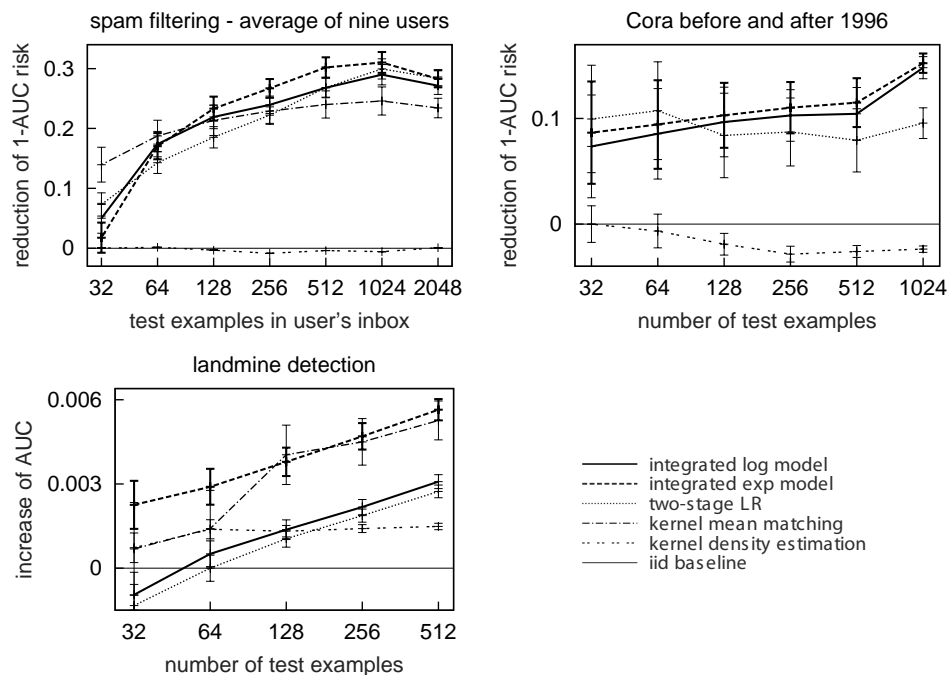 spam filtering - average of nine users
reduction of 1-AUC risk
0.3
0.2
0.1
0
32 64 128 256 512 1024 2048
test examples in user's inbox
Cora before and after 1996
reduction of 1-AUC risk
0.1
0
32 64 128 256 512 1024
number of test examples
landmine detection
increase of AUC
0.006
0.003
0
32 64 128 256 512
number of test examples
integrated log model
integrated exp model
two-stage LR
kernel mean matching
kernel density estimation
iid baseline